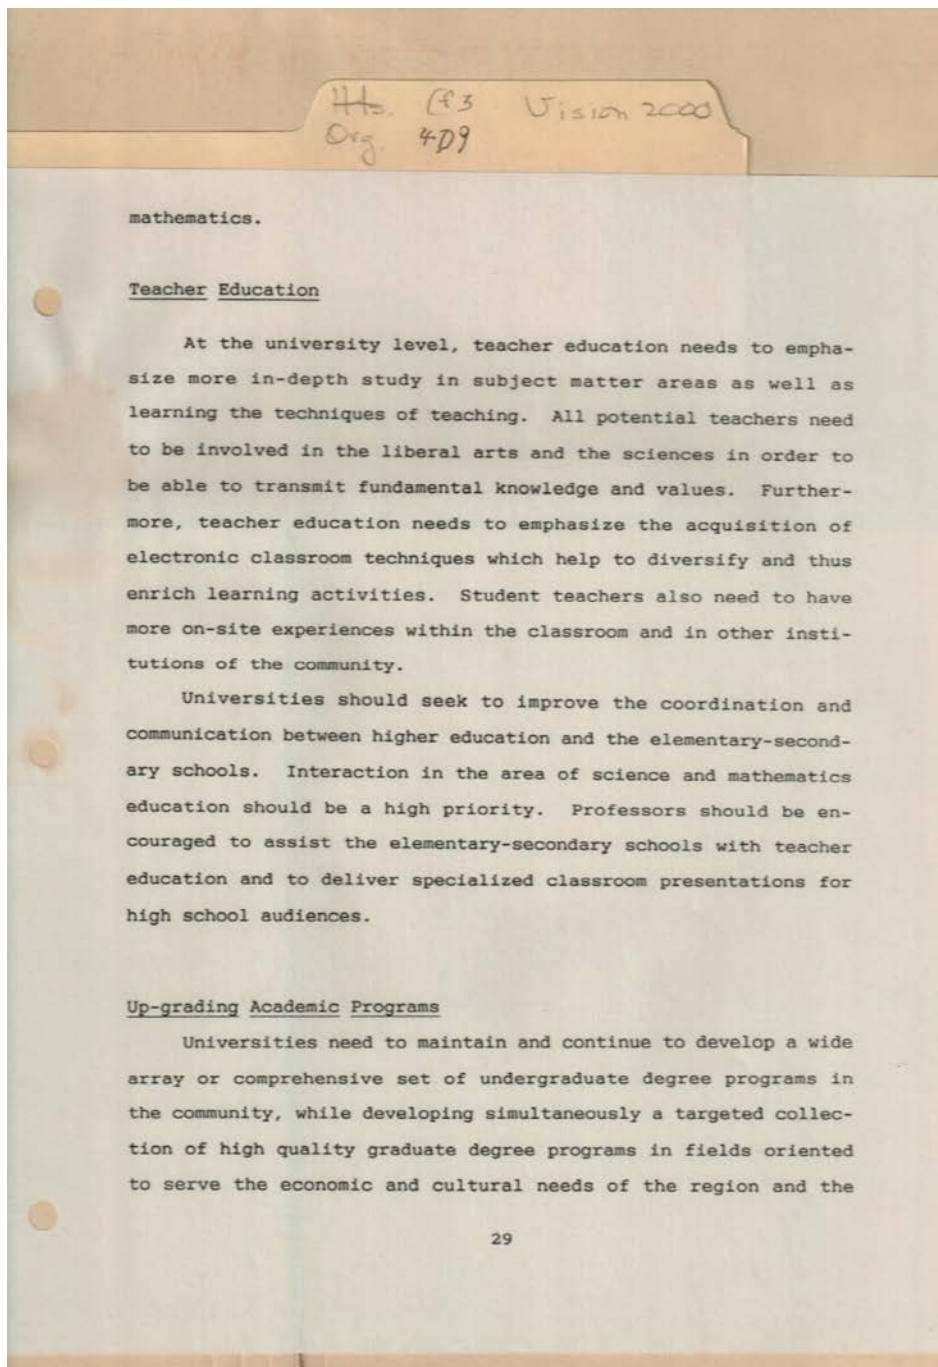 Hts. Cf3 Vision 2000
Org. 4D9
mathematics.
Teacher Education
At the university level, teacher education needs to empha-
size more in-depth study in subject matter areas as well as
learning the techniques of teaching. All potential teachers need
to be involved in the liberal arts and the sciences in order to
be able to transmit fundamental knowledge and values. Further-
more, teacher education needs to emphasize the acquisition of
electronic classroom techniques which help to diversify and thus
enrich learning activities. Student teachers also need to have
more on-site experiences within the classroom and in other insti-
tutions of the community.
Universities should seek to improve the coordination and
communication between higher education and the elementary-second-
ary schools. Interaction in the area of science and mathematics
education should be a high priority. Professors should be en-
couraged to assist the elementary-secondary schools with teacher
education and to deliver specialized classroom presentations for
high school audiences.
Up-grading Academic Programs
Universities need to maintain and continue to develop a wide
array or comprehensive set of undergraduate degree programs in
the community, while developing simultaneously a targeted collec-
tion of high quality graduate degree programs in fields oriented
to serve the economic and cultural needs of the region and the
29